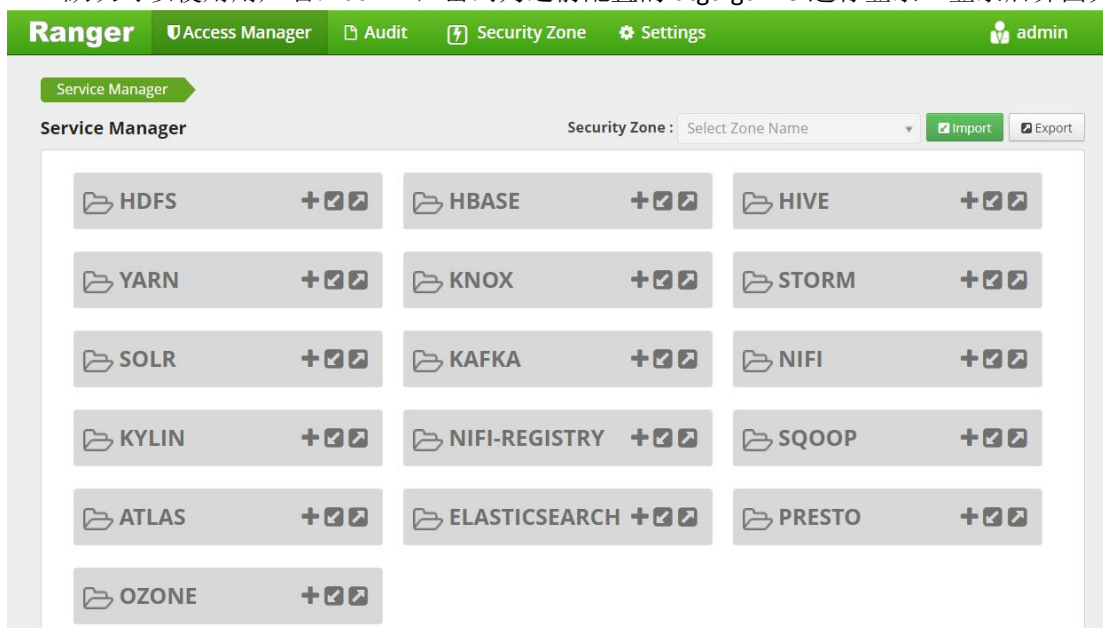 Ranger Access Manager Audit Security Zone Settings admin
Service Manager
Service Manager Security Zone : Select Zone Name Import Export
HDFS HBASE HIVE
YARN KNOX STORM
SOLR KAFKA NIFI
KYLIN NIFI-REGISTRY SQOOP
ATLAS ELASTICSEARCH PRESTO
OZONE